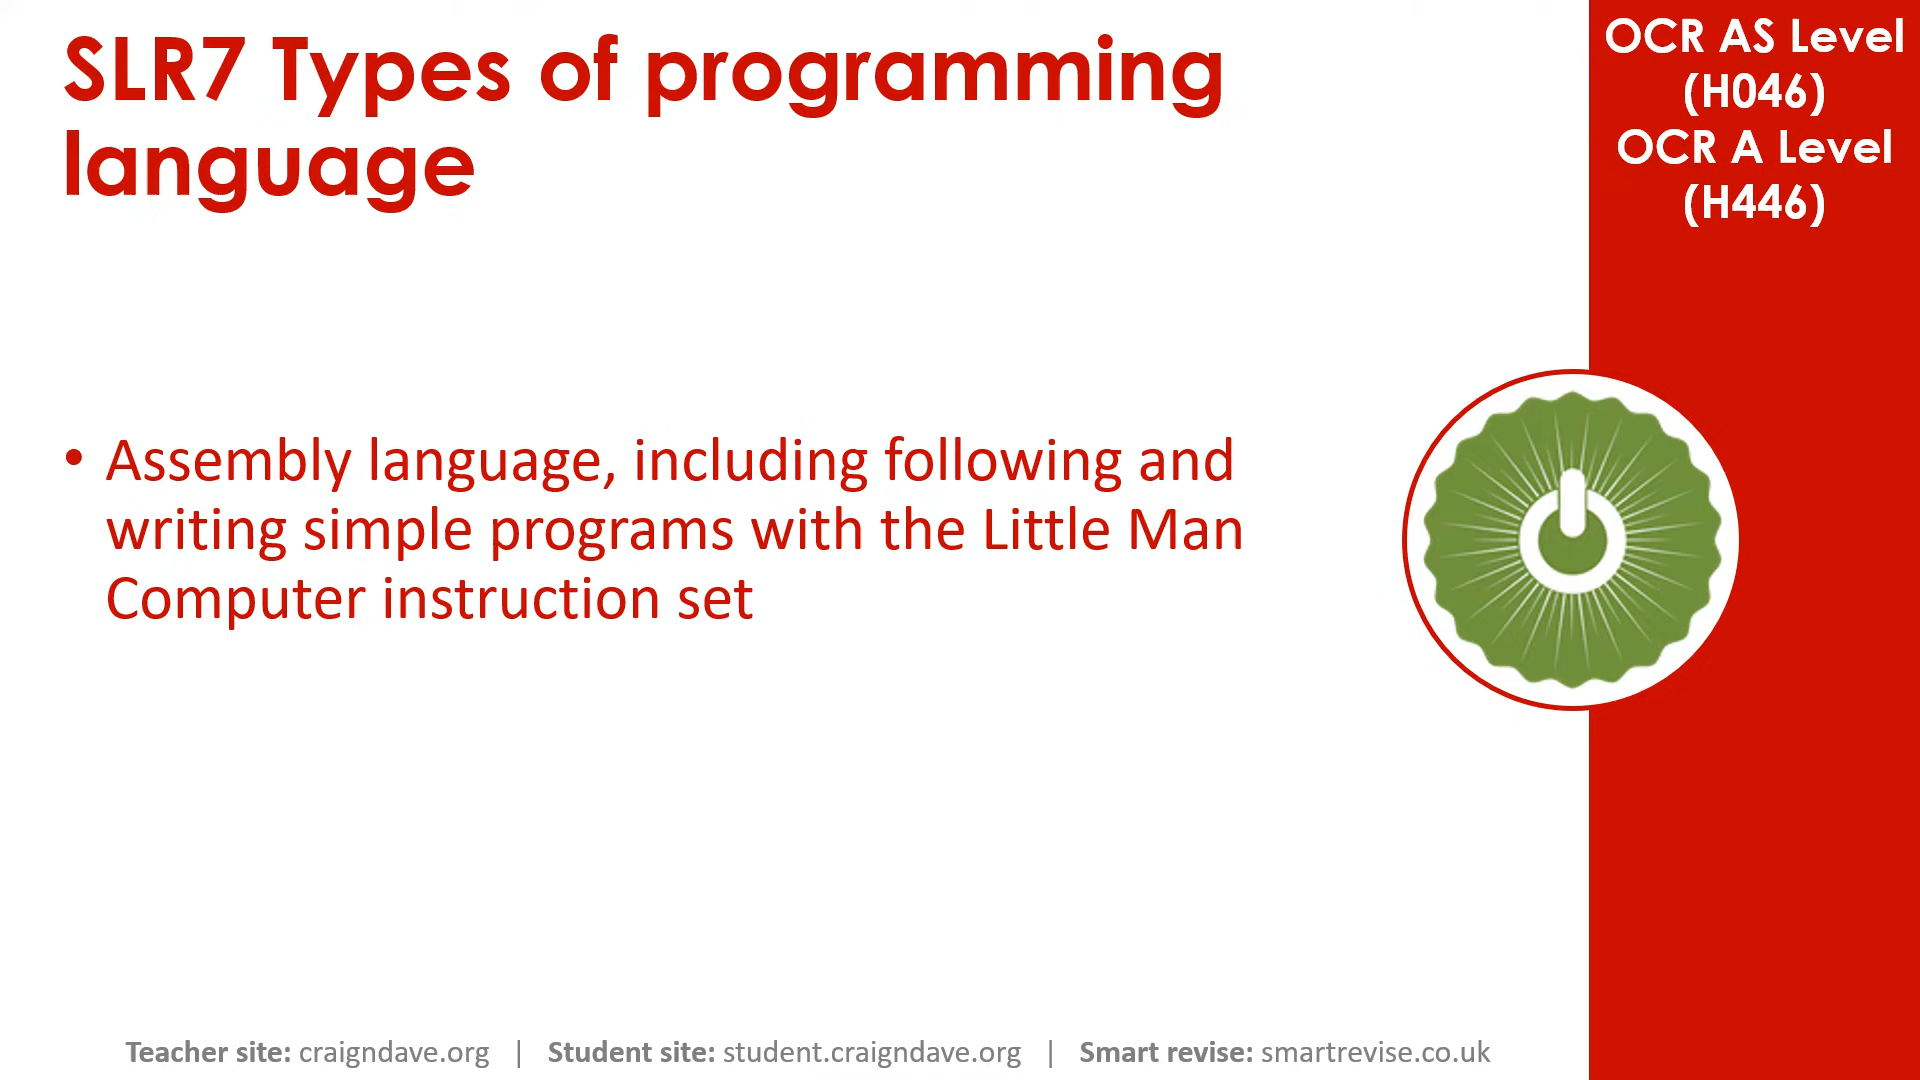 SLR7 Types of programming
language
OCR AS Level
(H046)
OCR A Level
(H446)
• Assembly language, including following and
writing simple programs with the Little Man
Computer instruction set
Teacher site: craigndave.org | Student site: student.craigndave.org | Smart revise: smartrevise.co.uk